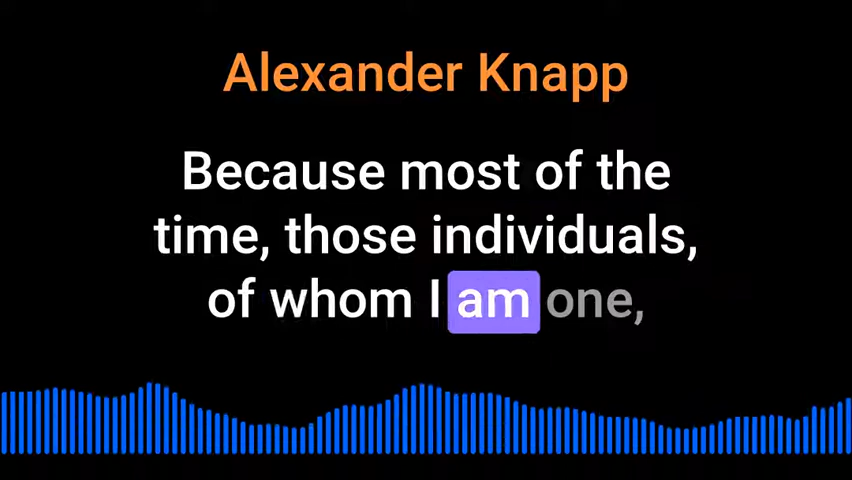 Alexander Knapp
Because most of the
time, those individuals,
of whom I am one,